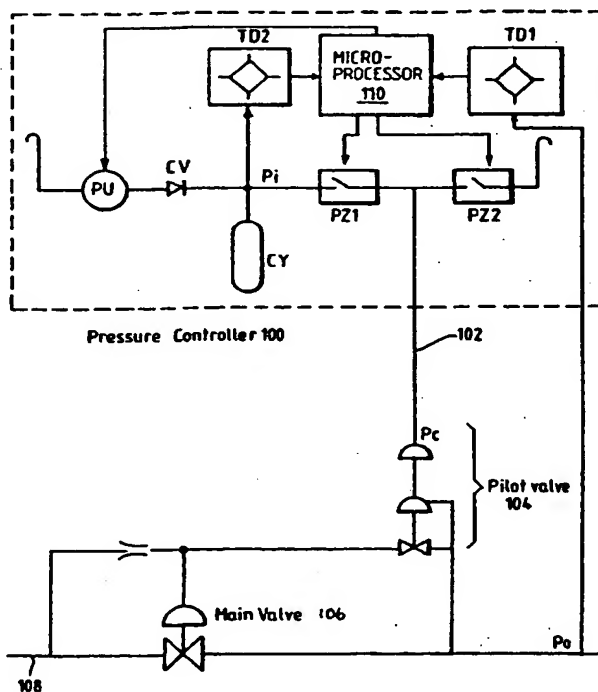 TD2
MICRO-
PROCESSOR
110
TD1
PU
CV
Pi
PZ1
PZ2
CY
Pressure Controller 100
102
Pc
Pilot valve
104
Main Valve 106
Po
108